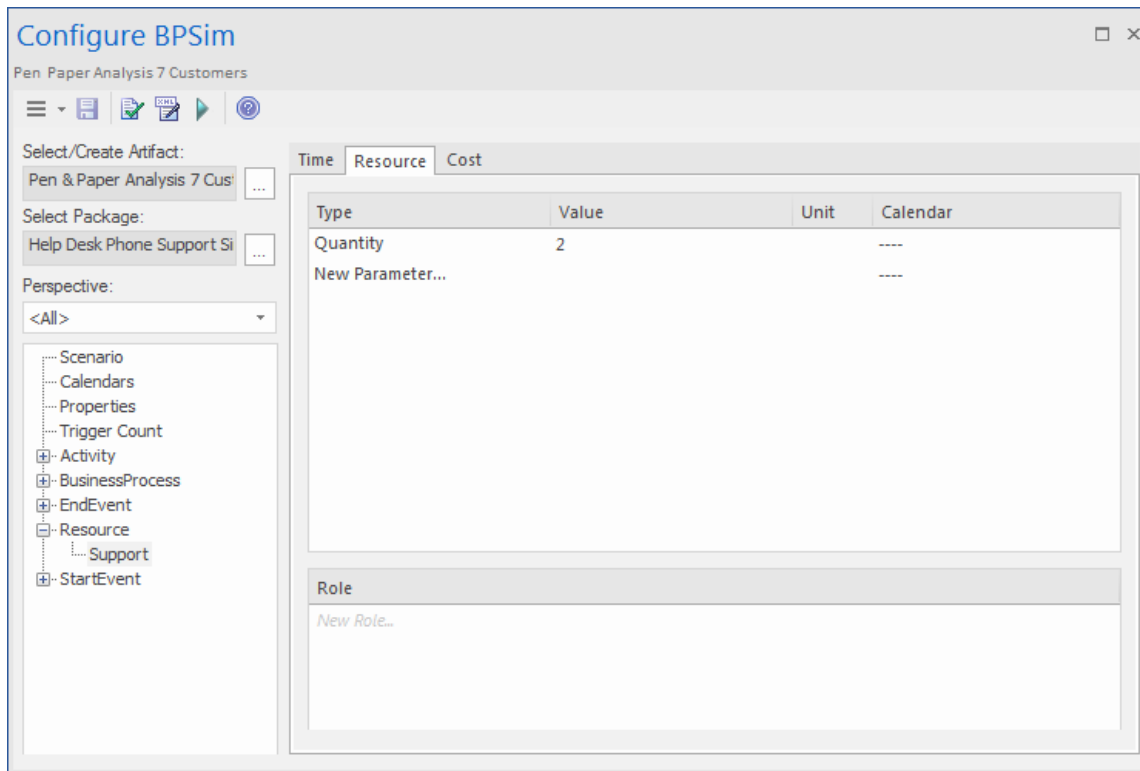 Configure BPSim
Pen Paper Analysis 7 Customers
Select/Create Artifact:
Pen & Paper Analysis 7 Cus
...
Select Package:
Help Desk Phone Support Si
...
Perspective:
<All>
Scenario
Calendars
Properties
Trigger Count
Activity
BusinessProcess
EndEvent
Resource
Support
StartEvent
Time Resource Cost
Type Value Unit Calendar
Quantity 2 ----
New Parameter... ----
Role
New Role...